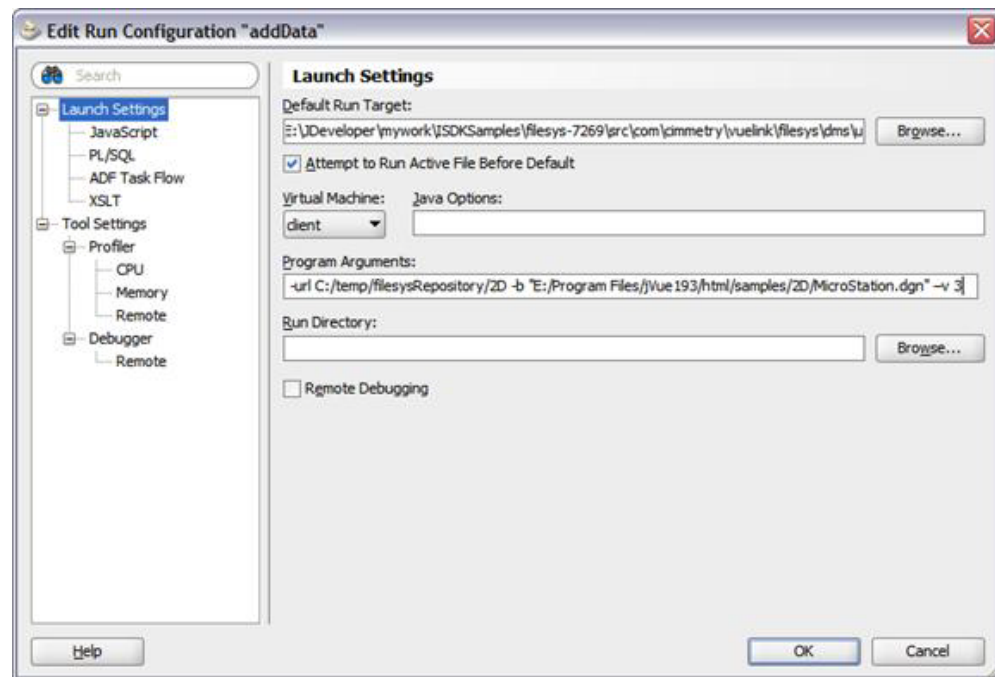 Edit Run Configuration "addData"
Search
Launch Settings
JavaScript
PL/SQL
ADF Task Flow
XSLT
Tool Settings
Profiler
CPU
Memory
Remote
Debugger
Remote
Launch Settings
Default Run Target:
E:\JDeveloper\mywork\ISDKSamples\filesys-7269\src\com\cimmetry\vuelink\filesys\dms\u
Browse...
Attempt to Run Active File Before Default
Virtual Machine: Java Options:
client
Program Arguments:
-url C:/temp/filesysRepository/2D -b "E:/Program Files/jVue193/html/samples/2D/MicroStation.dgn" –v 3
Run Directory:
Browse...
Remote Debugging
Help
OK
Cancel